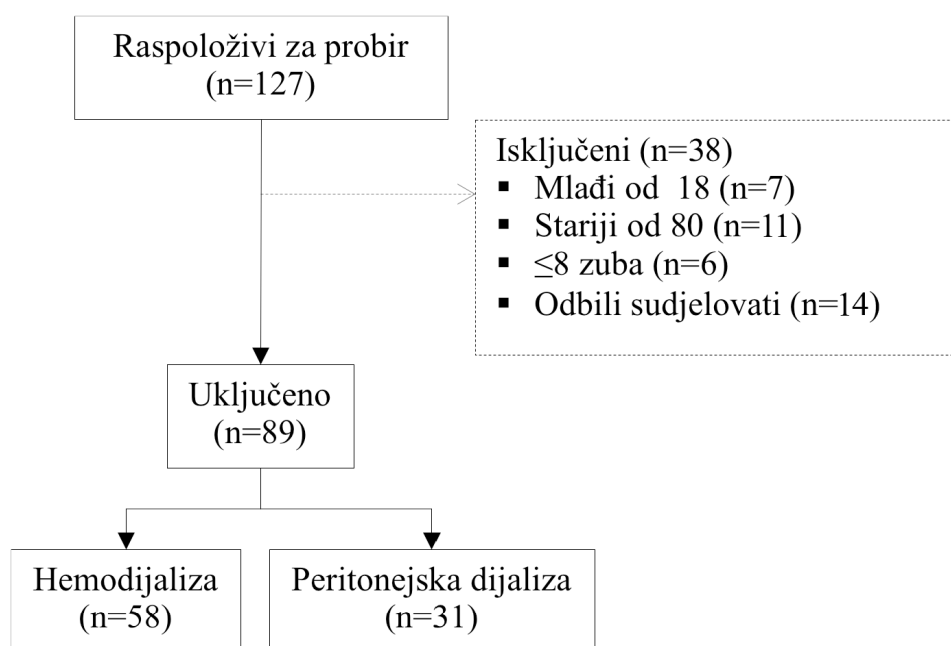 Raspoloživi za probir
(n=127)
Isključeni (n=38)
▪ Mlađi od  18 (n=7)
▪ Stariji od 80 (n=11)
▪ ≤8 zuba (n=6)
▪ Odbili sudjelovati (n=14)
Uključeno
(n=89)
Hemodijaliza
(n=58)
Peritonejska dijaliza
(n=31)